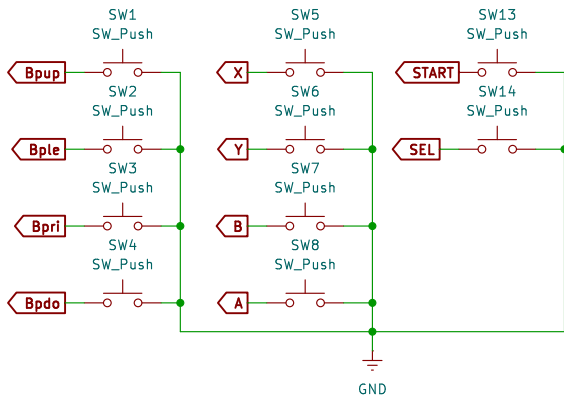 SW1
SW_Push
Bpup
SW2
SW_Push
Bple
SW3
SW_Push
Bpri
SW4
SW_Push
Bpdo
SW5
SW_Push
X
SW6
SW_Push
Y
SW7
SW_Push
B
SW8
SW_Push
A
SW13
SW_Push
START
SW14
SW_Push
SEL
GND